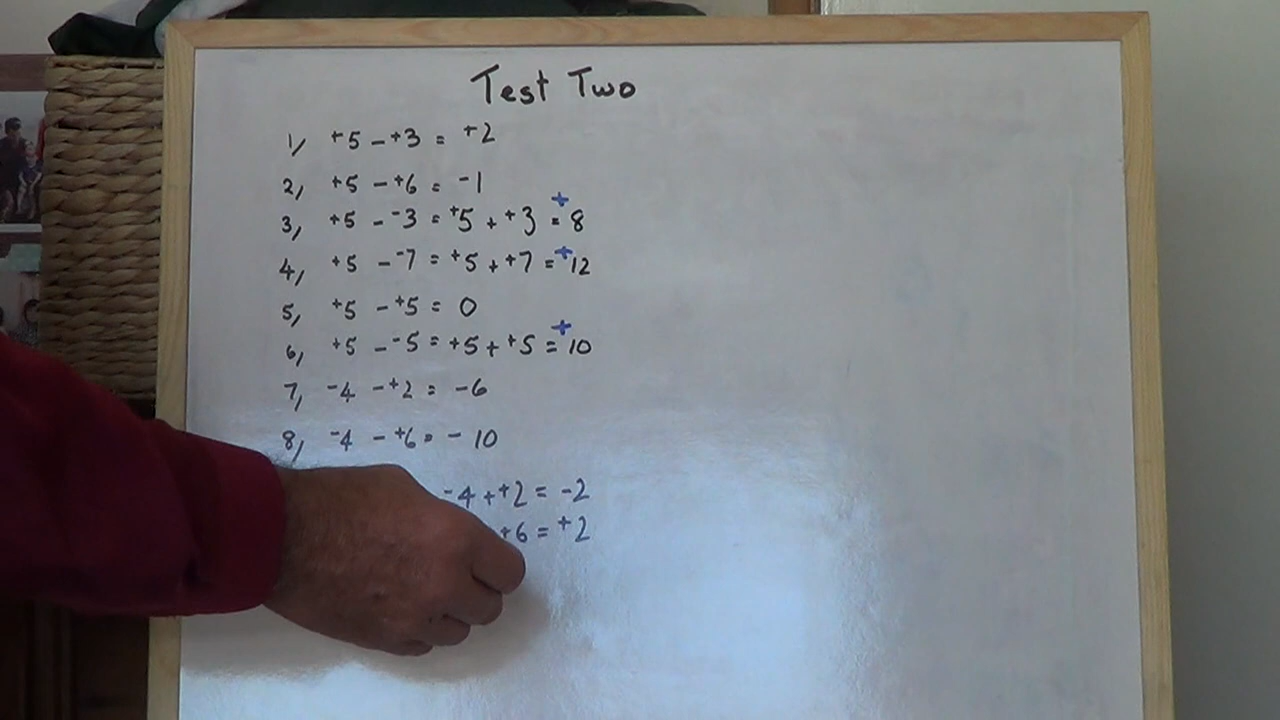 Test Two
1, +5 - +3 = +2
2, +5 - +6 = -1
3, +5 - -3 = +5 + +3 = +8
4, +5 - -7 = +5 + +7 = +12
5, +5 - +5 = 0
6, +5 - -5 = +5 + +5 = +10
7, -4 - +2 = -6
8, -4 - +6 = - 10
-4 + +2 = -2
+6 = +2